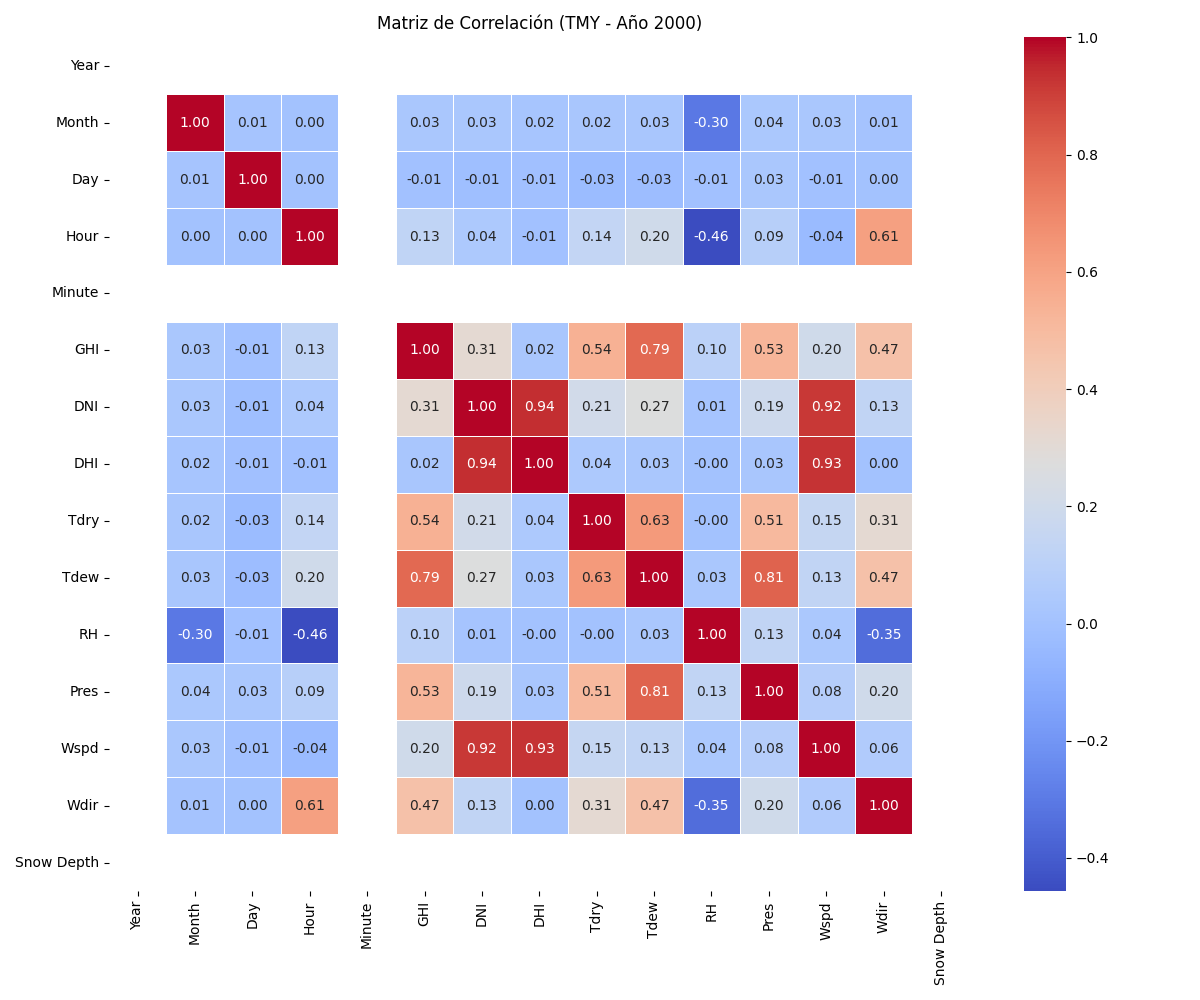 Matriz de Correlación (TMY - Año 2000)
Year
Month 1.00 0.01 0.00 0.03 0.03 0.02 0.02 0.03 -0.30 0.04 0.03 0.01
Day 0.01 1.00 0.00 -0.01 -0.01 -0.01 -0.03 -0.03 -0.01 0.03 -0.01 0.00
Hour 0.00 0.00 1.00 0.13 0.04 -0.01 0.14 0.20 -0.46 0.09 -0.04 0.61
Minute
GHI 0.03 -0.01 0.13 1.00 0.31 0.02 0.54 0.79 0.10 0.53 0.20 0.47
DNI 0.03 -0.01 0.04 0.31 1.00 0.94 0.21 0.27 0.01 0.19 0.92 0.13
DHI 0.02 -0.01 -0.01 0.02 0.94 1.00 0.04 0.03 -0.00 0.03 0.93 0.00
Tdry 0.02 -0.03 0.14 0.54 0.21 0.04 1.00 0.63 -0.00 0.51 0.15 0.31
Tdew 0.03 -0.03 0.20 0.79 0.27 0.03 0.63 1.00 0.03 0.81 0.13 0.47
RH -0.30 -0.01 -0.46 0.10 0.01 -0.00 -0.00 0.03 1.00 0.13 0.04 -0.35
Pres 0.04 0.03 0.09 0.53 0.19 0.03 0.51 0.81 0.13 1.00 0.08 0.20
Wspd 0.03 -0.01 -0.04 0.20 0.92 0.93 0.15 0.13 0.04 0.08 1.00 0.06
Wdir 0.01 0.00 0.61 0.47 0.13 0.00 0.31 0.47 -0.35 0.20 0.06 1.00
Snow Depth
Year Month Day Hour Minute GHI DNI DHI Tdry Tdew RH Pres Wspd Wdir Snow Depth
1.0
0.8
0.6
0.4
0.2
0.0
−0.2
−0.4